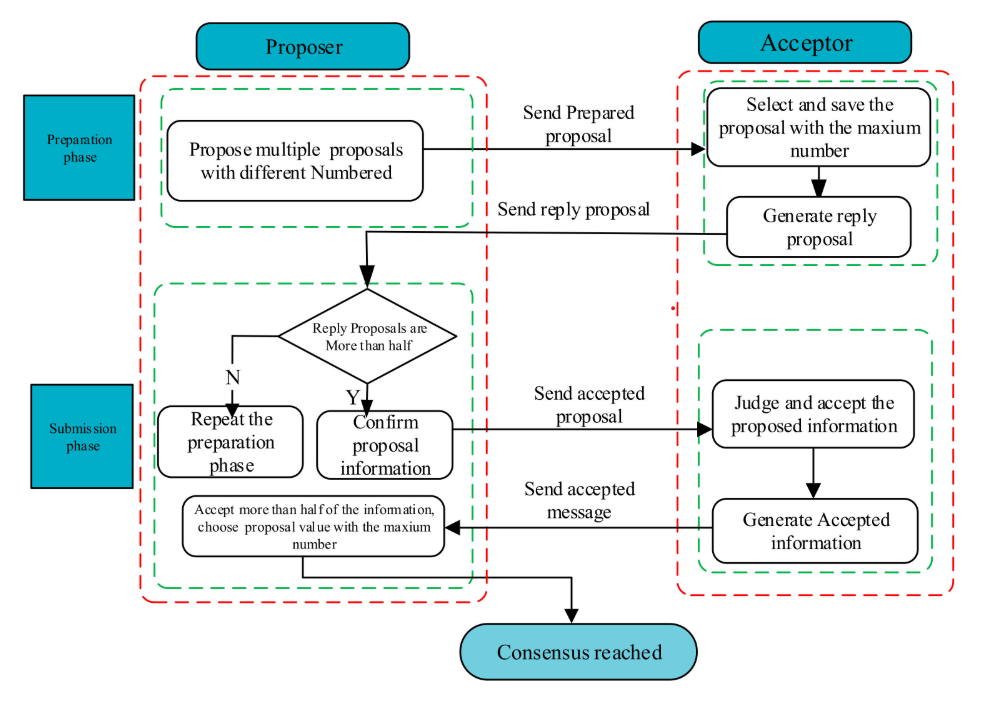 Proposer
Acceptor
Preparation
phase
Propose multiple proposals
with different Numbered
Send Prepared
proposal
Select and save the
proposal with the maxium
number
Send reply proposal
Generate reply
proposal
Reply Proposals are
More than half
N
Y
Submission
phase
Repeat the
preparation
phase
Confirm
proposal
information
Send accepted
proposal
Judge and accept the
proposed information
Accept more than half of the information,
choose proposal value with the maxium
number
Send accepted
message
Generate Accepted
information
Consensus reached